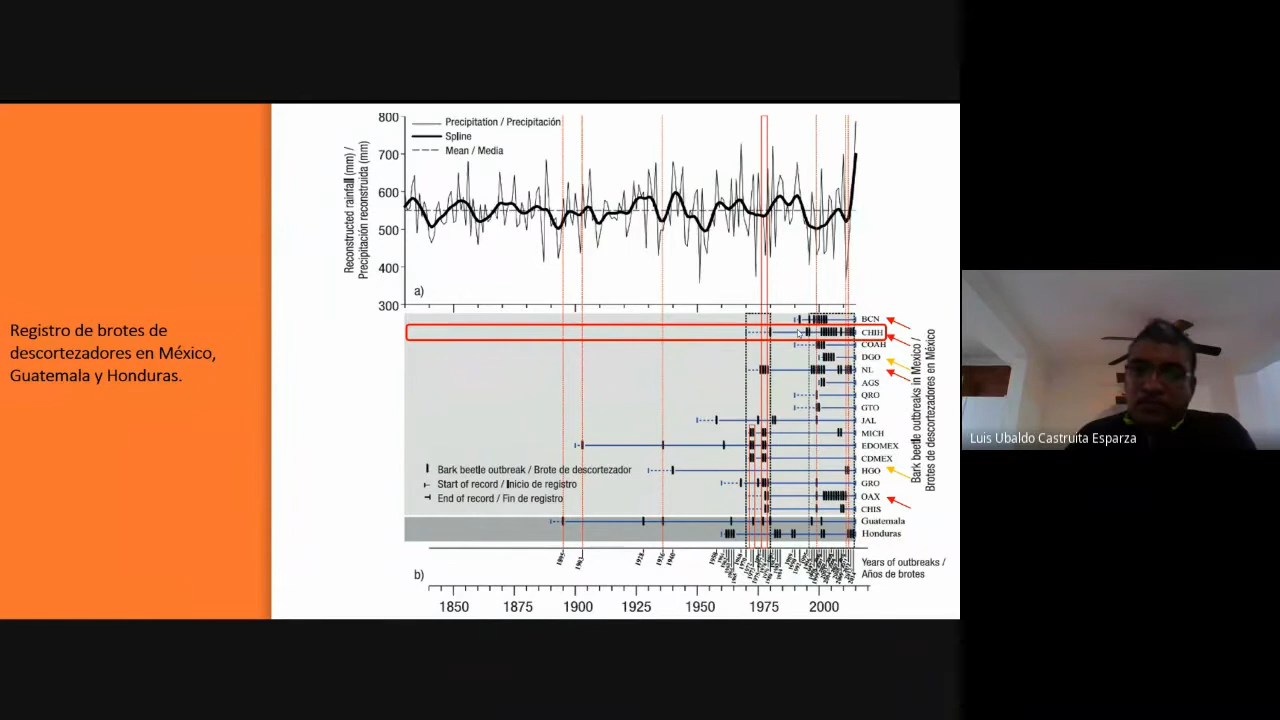 Registro de brotes de
descortezadores en México,
Guatemala y Honduras.
800
700
600
500
400
300
Reconstructed rainfall (mm) /
Precipitación reconstruida (mm)
Precipitation / Precipitación
Spline
Mean / Media
a)
BCN
CHIH
COAH
DGO
NL
AGS
QRO
GTO
JAL
MICH
EDOMEX
CDMEX
HGO
GRO
OAX
CHIS
Guatemala
Honduras
Bark beetle outbreaks in Mexico /
Brotes de descortezadores en México
Bark beetle outbreak / Brote de descortezador
Start of record / Inicio de registro
End of record / Fin de registro
Years of outbreaks /
Años de brotes
b)
1850 1875 1900 1925 1950 1975 2000
Luis Ubaldo Castruita Esparza